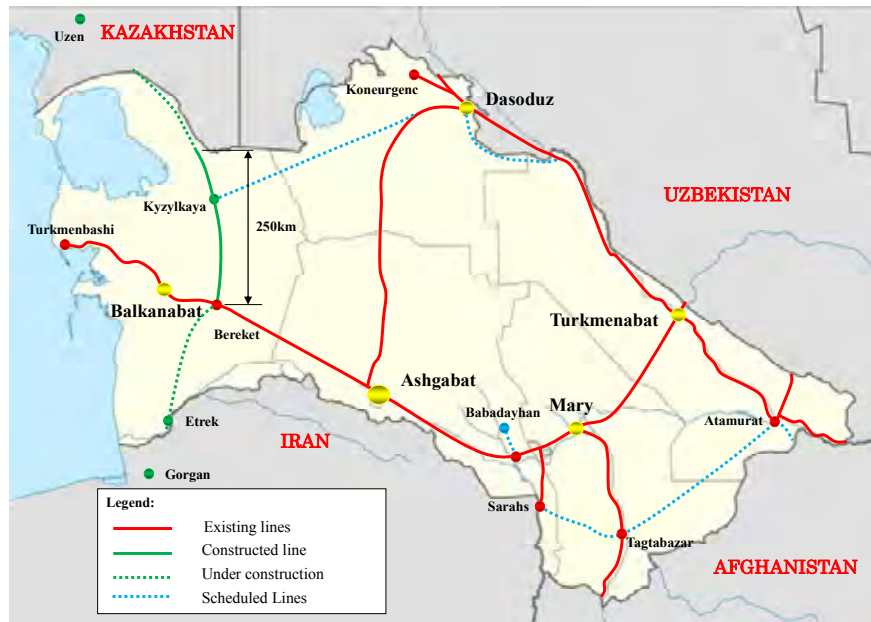 Uzen
KAZAKHSTAN
Koneurgenc
Dasoduz
UZBEKISTAN
Kyzylkaya
250km
Turkmenbashi
Balkanabat
Bereket
Turkmenabat
Ashgabat
Babadayhan
Mary
Atamurat
Etrek
IRAN
Gorgan
Sarahs
Tagtabazar
AFGHANISTAN
Legend:
Existing lines
Constructed line
Under construction
Scheduled Lines